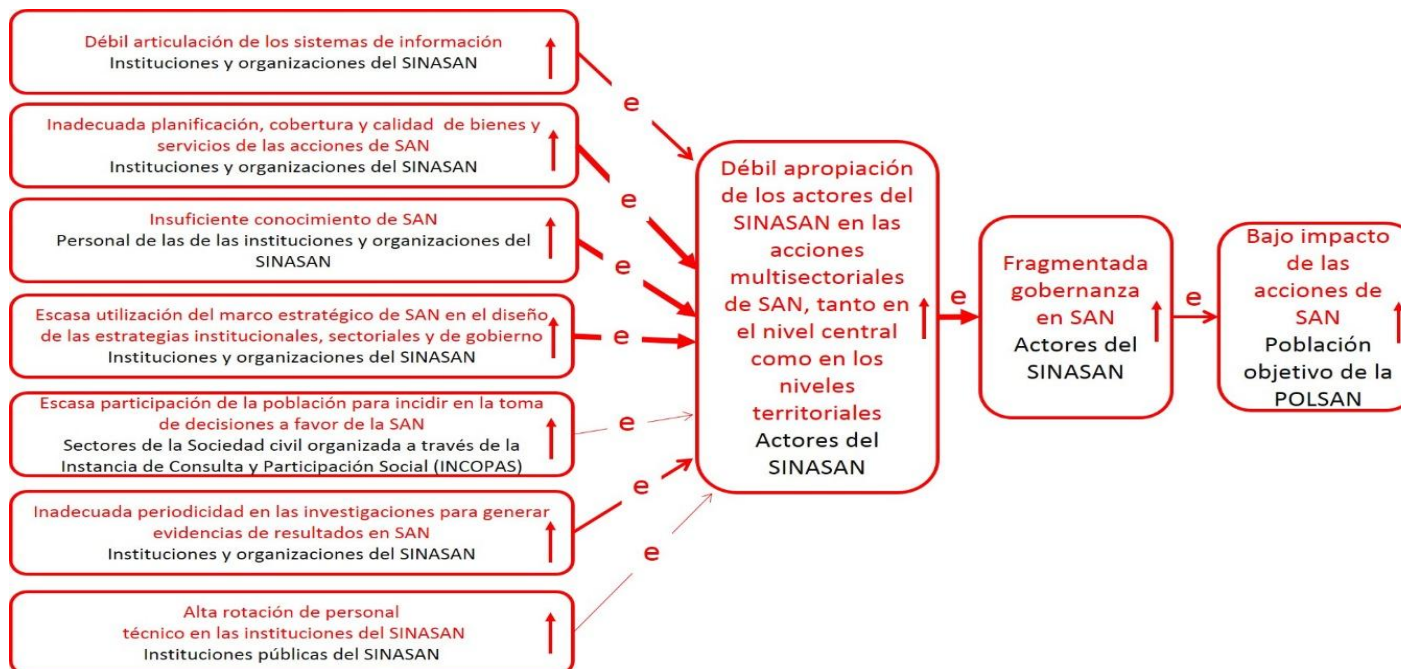 Débil articulación de los sistemas de información
Instituciones y organizaciones del SINASAN
e
Inadecuada planificación, cobertura y calidad de bienes y
servicios de las acciones de SAN
Instituciones y organizaciones del SINASAN
e
Insuficiente conocimiento de SAN
Personal de las de las instituciones y organizaciones del
SINASAN
e
Escasa utilización del marco estratégico de SAN en el diseño
de las estrategias institucionales, sectoriales y de gobierno
Instituciones y organizaciones del SINASAN
e
Escasa participación de la población para incidir en la toma
de decisiones a favor de la SAN
Sectores de la Sociedad civil organizada a través de la
Instancia de Consulta y Participación Social (INCOPAS)
e
Inadecuada periodicidad en las investigaciones para generar
evidencias de resultados en SAN
Instituciones y organizaciones del SINASAN
e
Alta rotación de personal
técnico en las instituciones del SINASAN
Instituciones públicas del SINASAN
e
Débil apropiación
de los actores del
SINASAN en las
acciones
multisectoriales
de SAN, tanto en
el nivel central
como en los
niveles
territoriales
Actores del
SINASAN
e
Fragmentada
gobernanza
en SAN
Actores del
SINASAN
e
Bajo impacto
de las
acciones de
SAN
Población
objetivo de la
POLSAN